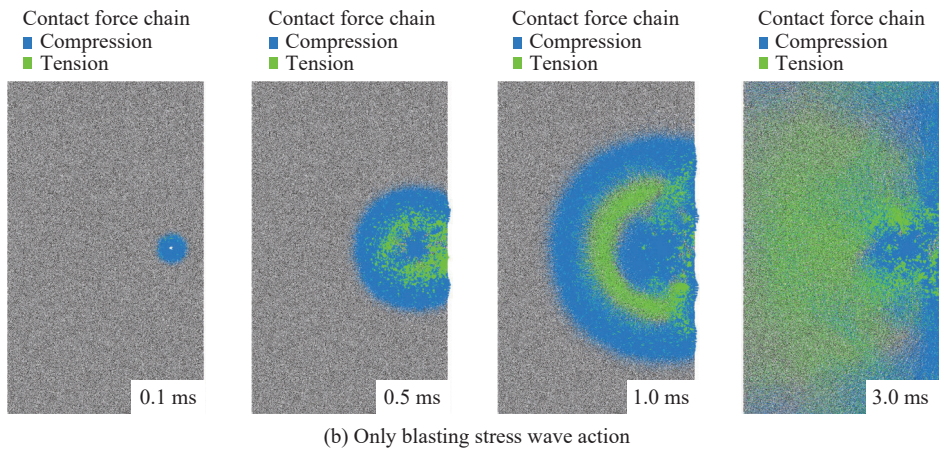 Contact force chain
Compression
Tension
0.1 ms
Contact force chain
Compression
Tension
0.5 ms
Contact force chain
Compression
Tension
1.0 ms
Contact force chain
Compression
Tension
3.0 ms
(b) Only blasting stress wave action